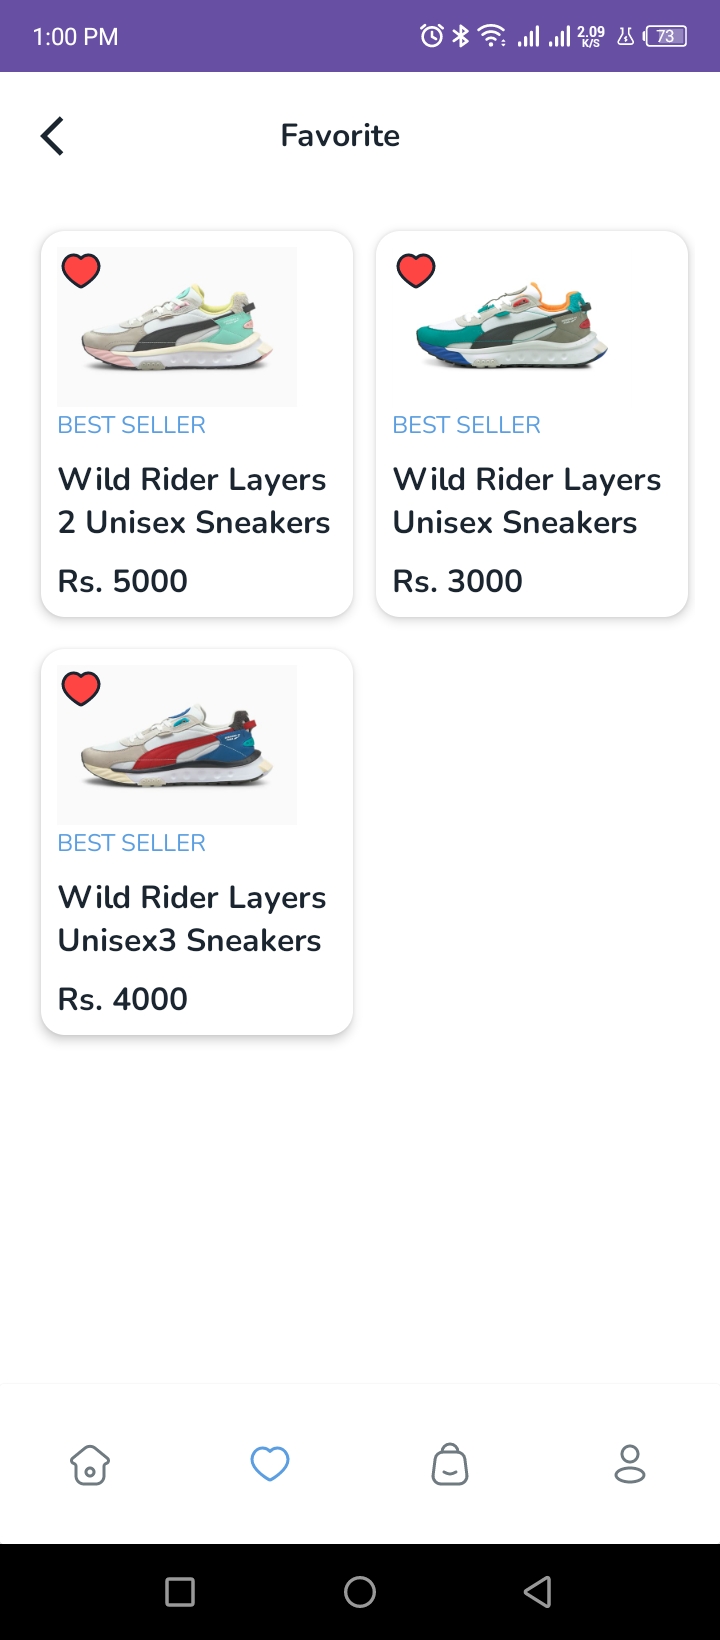 1:00 PM
2.09
K/S
73
Favorite
BEST SELLER
Wild Rider Layers
2 Unisex Sneakers
Rs. 5000
BEST SELLER
Wild Rider Layers
Unisex Sneakers
Rs. 3000
BEST SELLER
Wild Rider Layers
Unisex3 Sneakers
Rs. 4000